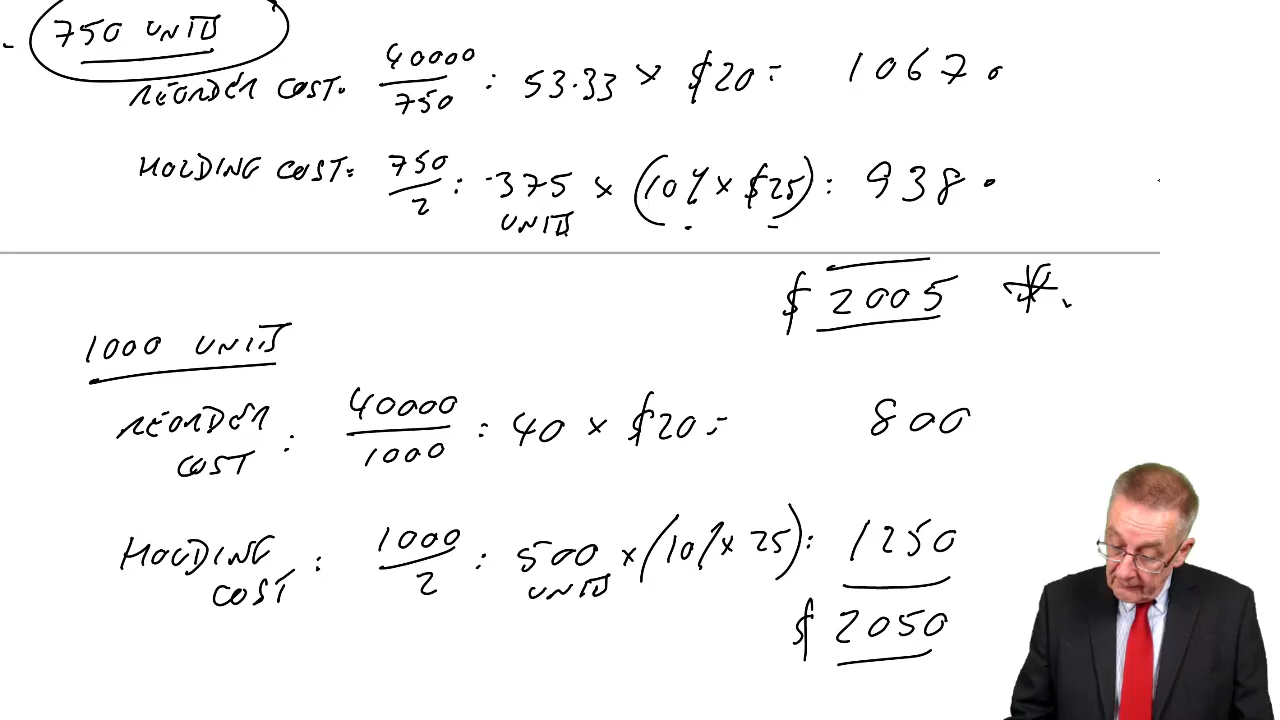 - 750 UNITS
REORDER COST. 40000/750 : 53.33 × $20 = 1067.
HOLDING COST: 750/2 : 375 UNITS × (10% × $25) : 938.
$ 2005 *
1000 UNITS
REORDER COST : 40000/1000 : 40 × $20 = 800
HOLDING COST : 1000/2 : 500 UNITS × (10% × 25) : 1250
$ 2050